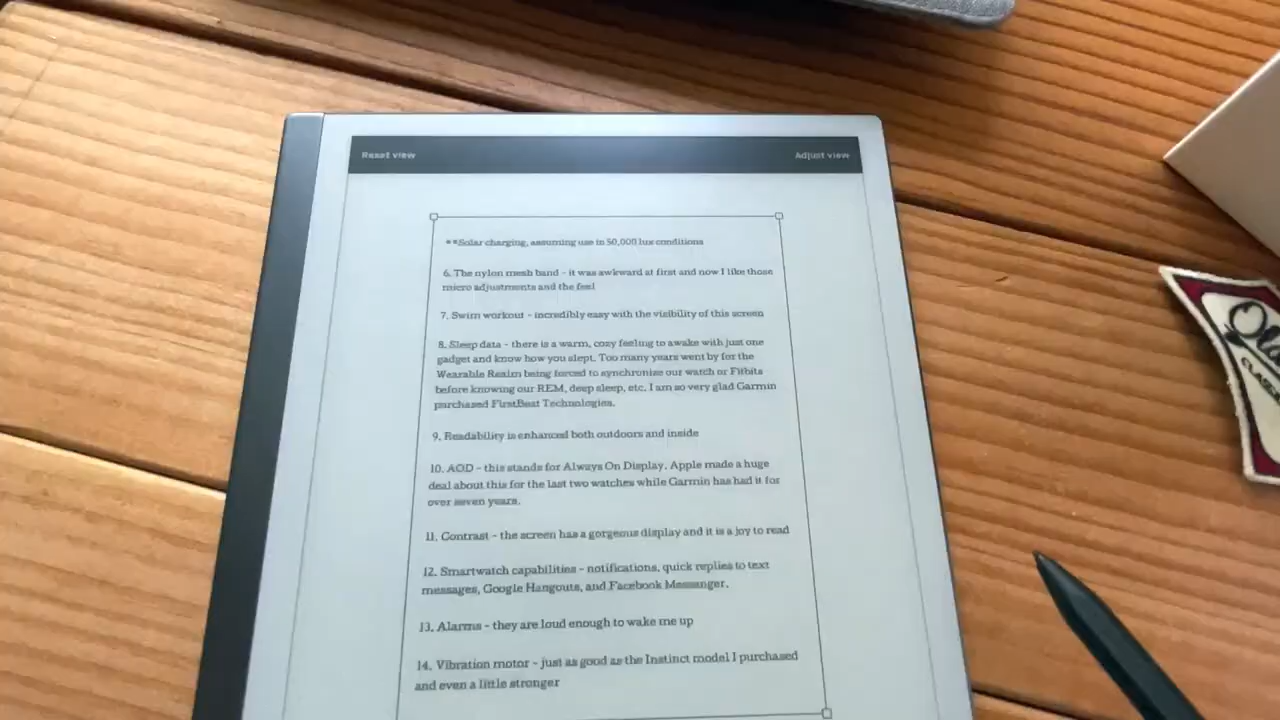 Reset view
Adjust view
**Solar charging, assuming use in 50,000 lux conditions
6. The nylon mesh band - it was awkward at first and now I like those
micro adjustments and the feel
7. Swim workout - incredibly easy with the visibility of this screen
8. Sleep data - there is a warm, cozy feeling to awake with just one
gadget and know how you slept. Too many years went by for the
Wearable Realm being forced to synchronize our watch or Fitbits
before knowing our REM, deep sleep, etc. I am so very glad Garmin
purchased FirstBeat Technologies.
9. Readability is enhanced both outdoors and inside
10. AOD - this stands for Always On Display. Apple made a huge
deal about this for the last two watches while Garmin has had it for
over seven years.
11. Contrast - the screen has a gorgeous display and it is a joy to read
12. Smartwatch capabilities - notifications, quick replies to text
messages, Google Hangouts, and Facebook Messanger.
13. Alarms - they are loud enough to wake me up
14. Vibration motor - just as good as the Instinct model I purchased
and even a little stronger